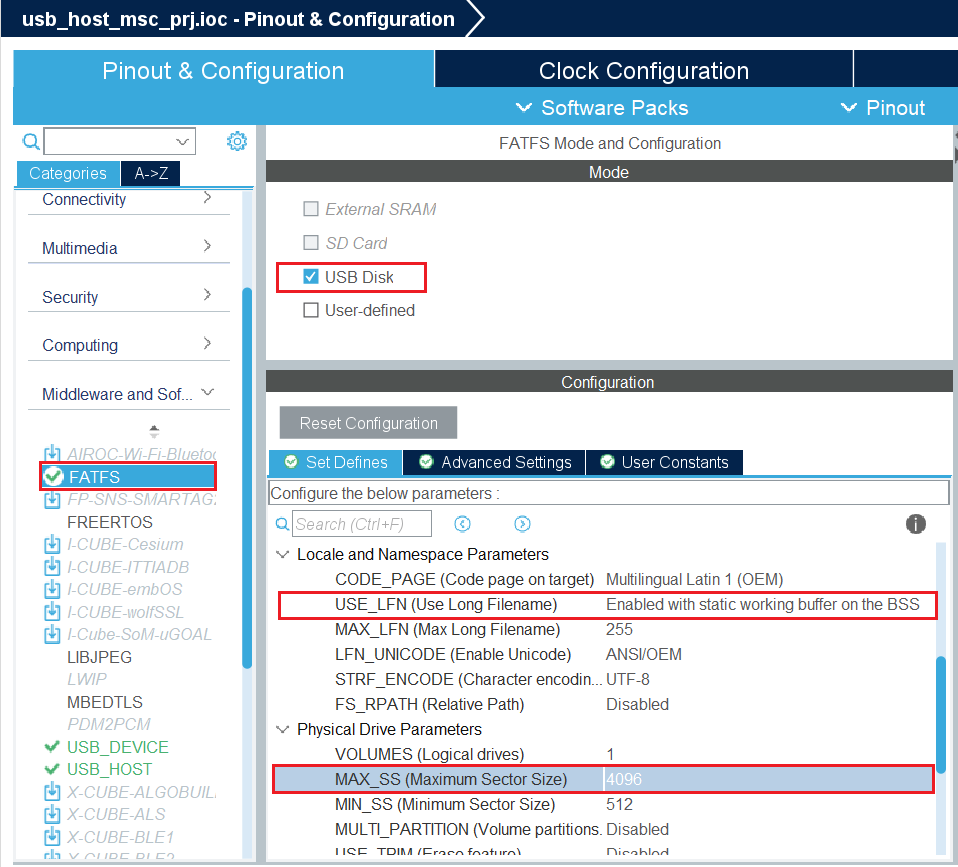 usb_host_msc_prj.ioc - Pinout & Configuration
Pinout & Configuration
Clock Configuration
Software Packs
Pinout
Categories
A->Z
Connectivity
Multimedia
Security
Computing
Middleware and Sof...
AIROC-Wi-Fi-Bluetoo
FATFS
FP-SNS-SMARTAG2
FREERTOS
I-CUBE-Cesium
I-CUBE-ITTIADB
I-CUBE-embOS
I-CUBE-wolfSSL
I-Cube-SoM-uGOAL
LIBJPEG
LWIP
MBEDTLS
PDM2PCM
USB_DEVICE
USB_HOST
X-CUBE-ALGOBUIL
X-CUBE-ALS
X-CUBE-BLE1
X-CUBE-BLE2
FATFS Mode and Configuration
Mode
External SRAM
SD Card
USB Disk
User-defined
Configuration
Reset Configuration
Set Defines
Advanced Settings
User Constants
Configure the below parameters :
Search (Ctrl+F)
Locale and Namespace Parameters
CODE_PAGE (Code page on target) Multilingual Latin 1 (OEM)
USE_LFN (Use Long Filename) Enabled with static working buffer on the BSS
MAX_LFN (Max Long Filename) 255
LFN_UNICODE (Enable Unicode) ANSI/OEM
STRF_ENCODE (Character encodin... UTF-8
FS_RPATH (Relative Path) Disabled
Physical Drive Parameters
VOLUMES (Logical drives) 1
MAX_SS (Maximum Sector Size) 4096
MIN_SS (Minimum Sector Size) 512
MULTI_PARTITION (Volume partitions... Disabled
USE_TRIM (Erase feature) Disabled